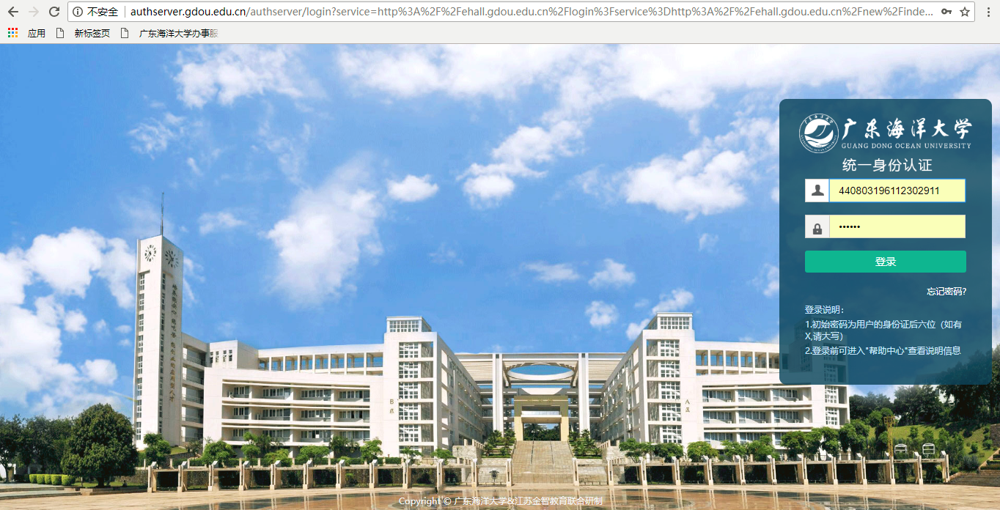 不安全 authserver.gdou.edu.cn/authserver/login?service=http%3A%2F%2Fehall.gdou.edu.cn%2Flogin%3Fservice%3Dhttp%3A%2F%2Fehall.gdou.edu.cn%2Fnew%2Finde...
应用 新标签页 广东海洋大学办事服
广东海洋大学
GUANG DONG OCEAN UNIVERSITY
统一身份认证
440803196112302911
••••••
登录
忘记密码?
登录说明：
1.初始密码为用户的身份证后六位（如有
X,请大写）
2.登录前可进入"帮助中心"查看说明信息
B
区
A
区
Copyright © 广东海洋大学&江苏金智教育联合研制